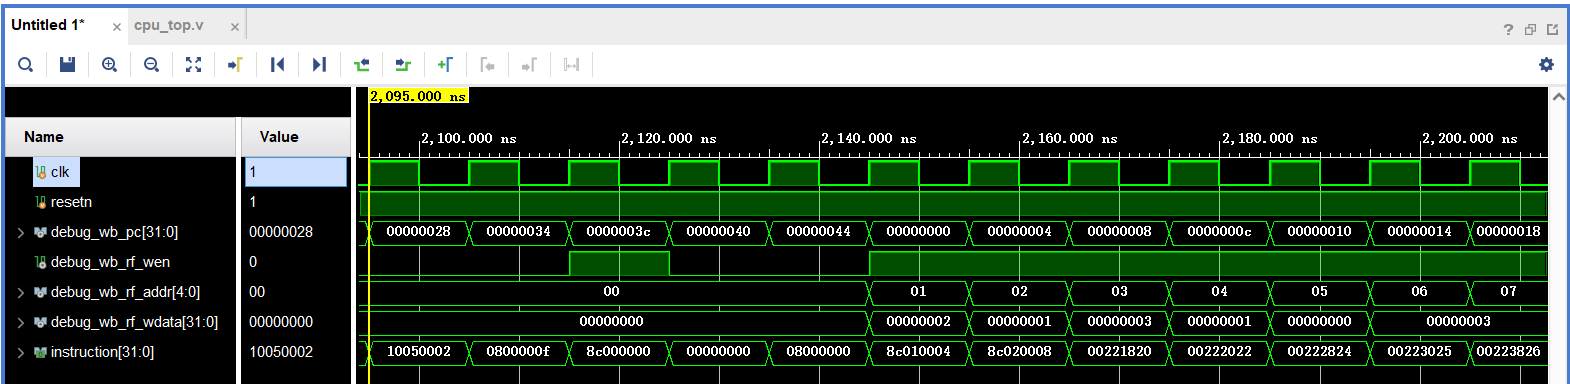 Untitled 1* × cpu_top.v ×
?
2,095.000 ns
Name Value
2,100.000 ns 2,120.000 ns 2,140.000 ns 2,160.000 ns 2,180.000 ns 2,200.000 ns
clk 1
resetn 1
debug_wb_pc[31:0] 00000028 00000028 00000034 0000003c 00000040 00000044 00000000 00000004 00000008 0000000c 00000010 00000014 00000018
debug_wb_rf_wen 0
debug_wb_rf_addr[4:0] 00 00 01 02 03 04 05 06 07
debug_wb_rf_wdata[31:0] 00000000 00000000 00000002 00000001 00000003 00000001 00000000 00000003
instruction[31:0] 10050002 10050002 0800000f 8c000000 00000000 08000000 8c010004 8c020008 00221820 00222022 00222824 00223025 00223826